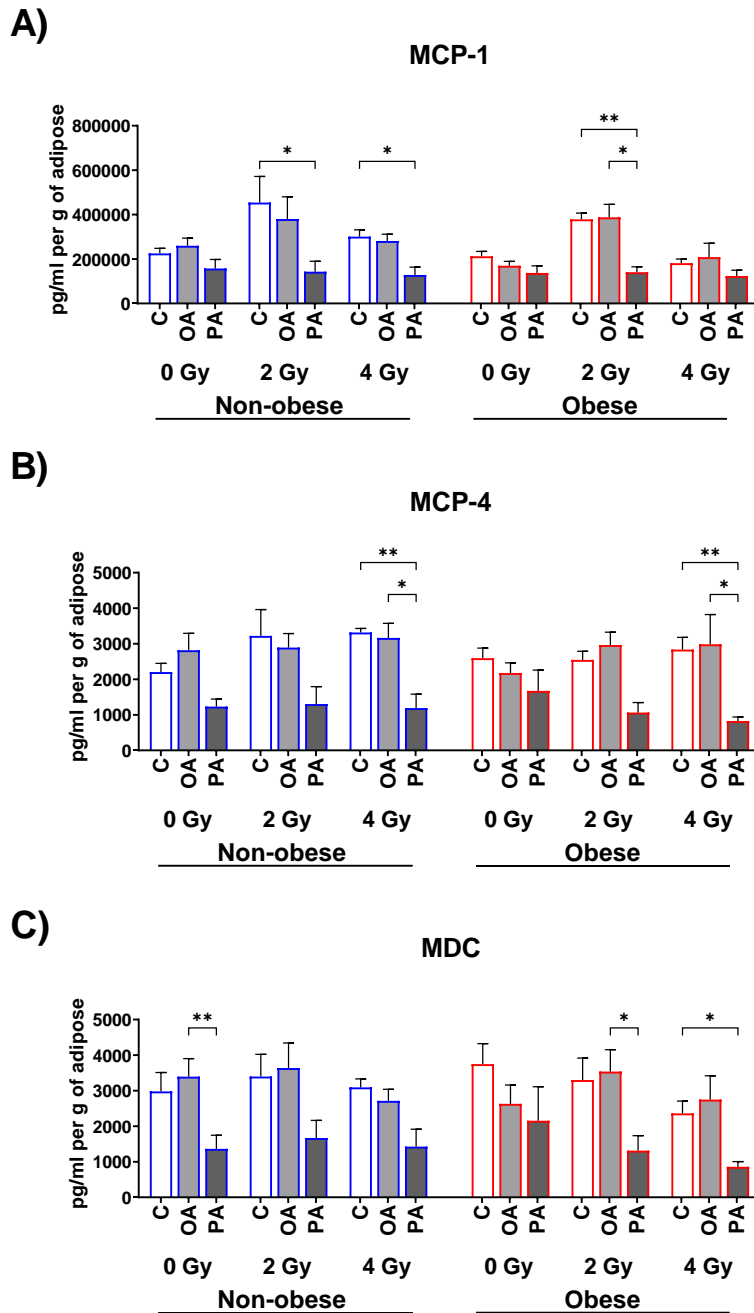 A)
MCP-1
pg/ml per g of adipose
800000
600000
400000
200000
0
* * ** *
C OA PA C OA PA C OA PA C OA PA C OA PA C OA PA
0 Gy 2 Gy 4 Gy 0 Gy 2 Gy 4 Gy
Non-obese Obese
B)
MCP-4
pg/ml per g of adipose
5000
4000
3000
2000
1000
0
** * ** *
C OA PA C OA PA C OA PA C OA PA C OA PA C OA PA
0 Gy 2 Gy 4 Gy 0 Gy 2 Gy 4 Gy
Non-obese Obese
C)
MDC
pg/ml per g of adipose
5000
4000
3000
2000
1000
0
** * *
C OA PA C OA PA C OA PA C OA PA C OA PA C OA PA
0 Gy 2 Gy 4 Gy 0 Gy 2 Gy 4 Gy
Non-obese Obese